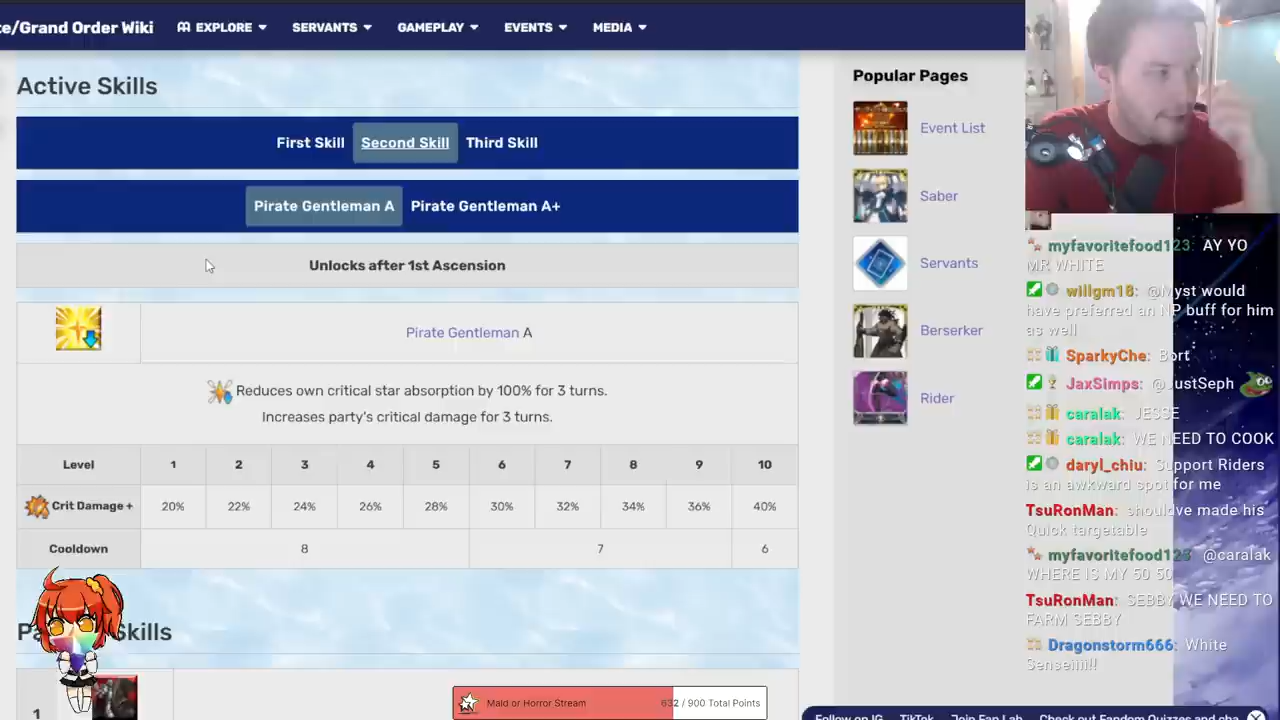 te/Grand Order Wiki
EXPLORE
SERVANTS
GAMEPLAY
EVENTS
MEDIA
Active Skills
First Skill
Second Skill
Third Skill
Pirate Gentleman A
Pirate Gentleman A+
Unlocks after 1st Ascension
Pirate Gentleman A
Reduces own critical star absorption by 100% for 3 turns.
Increases party's critical damage for 3 turns.
Level 1 2 3 4 5 6 7 8 9 10
Crit Damage + 20% 22% 24% 26% 28% 30% 32% 34% 36% 40%
Cooldown 8 7 6
Pa Skills
1
Popular Pages
Event List
Saber
Servants
Berserker
Rider
myfavoritefood123: AY YO
MR WHITE
willgm18: @Myst would
have preferred an NP buff for him
as well
SparkyChe: Bort
JaxSimps: @JustSeph
caralak: JESSE
caralak: WE NEED TO COOK
daryl_chiu: Support Riders
is an awkward spot for me
TsuRonMan: should've made his
Quick targetable
myfavoritefood123: @caralak
WHERE IS MY 50 50
TsuRonMan: SEBBY WE NEED TO
FARM SEBBY
Dragonstorm666: White
Senseiiii!!
Maid or Horror Stream
632 / 900 Total Points
Follow on IG
TikTok
Join Fan Lab
Check out Fandom Quizzes and cha